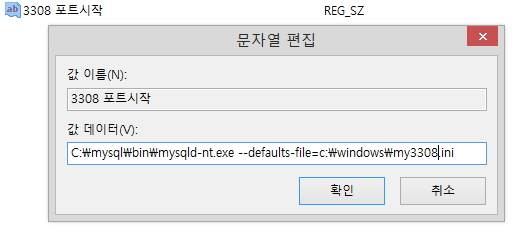 ab 3308 포트시작 REG_SZ
문자열 편집
값 이름(N):
3308 포트시작
값 데이터(V):
C:₩mysql₩bin₩mysqld-nt.exe --defaults-file=c:₩windows₩my3308.ini
확인 취소